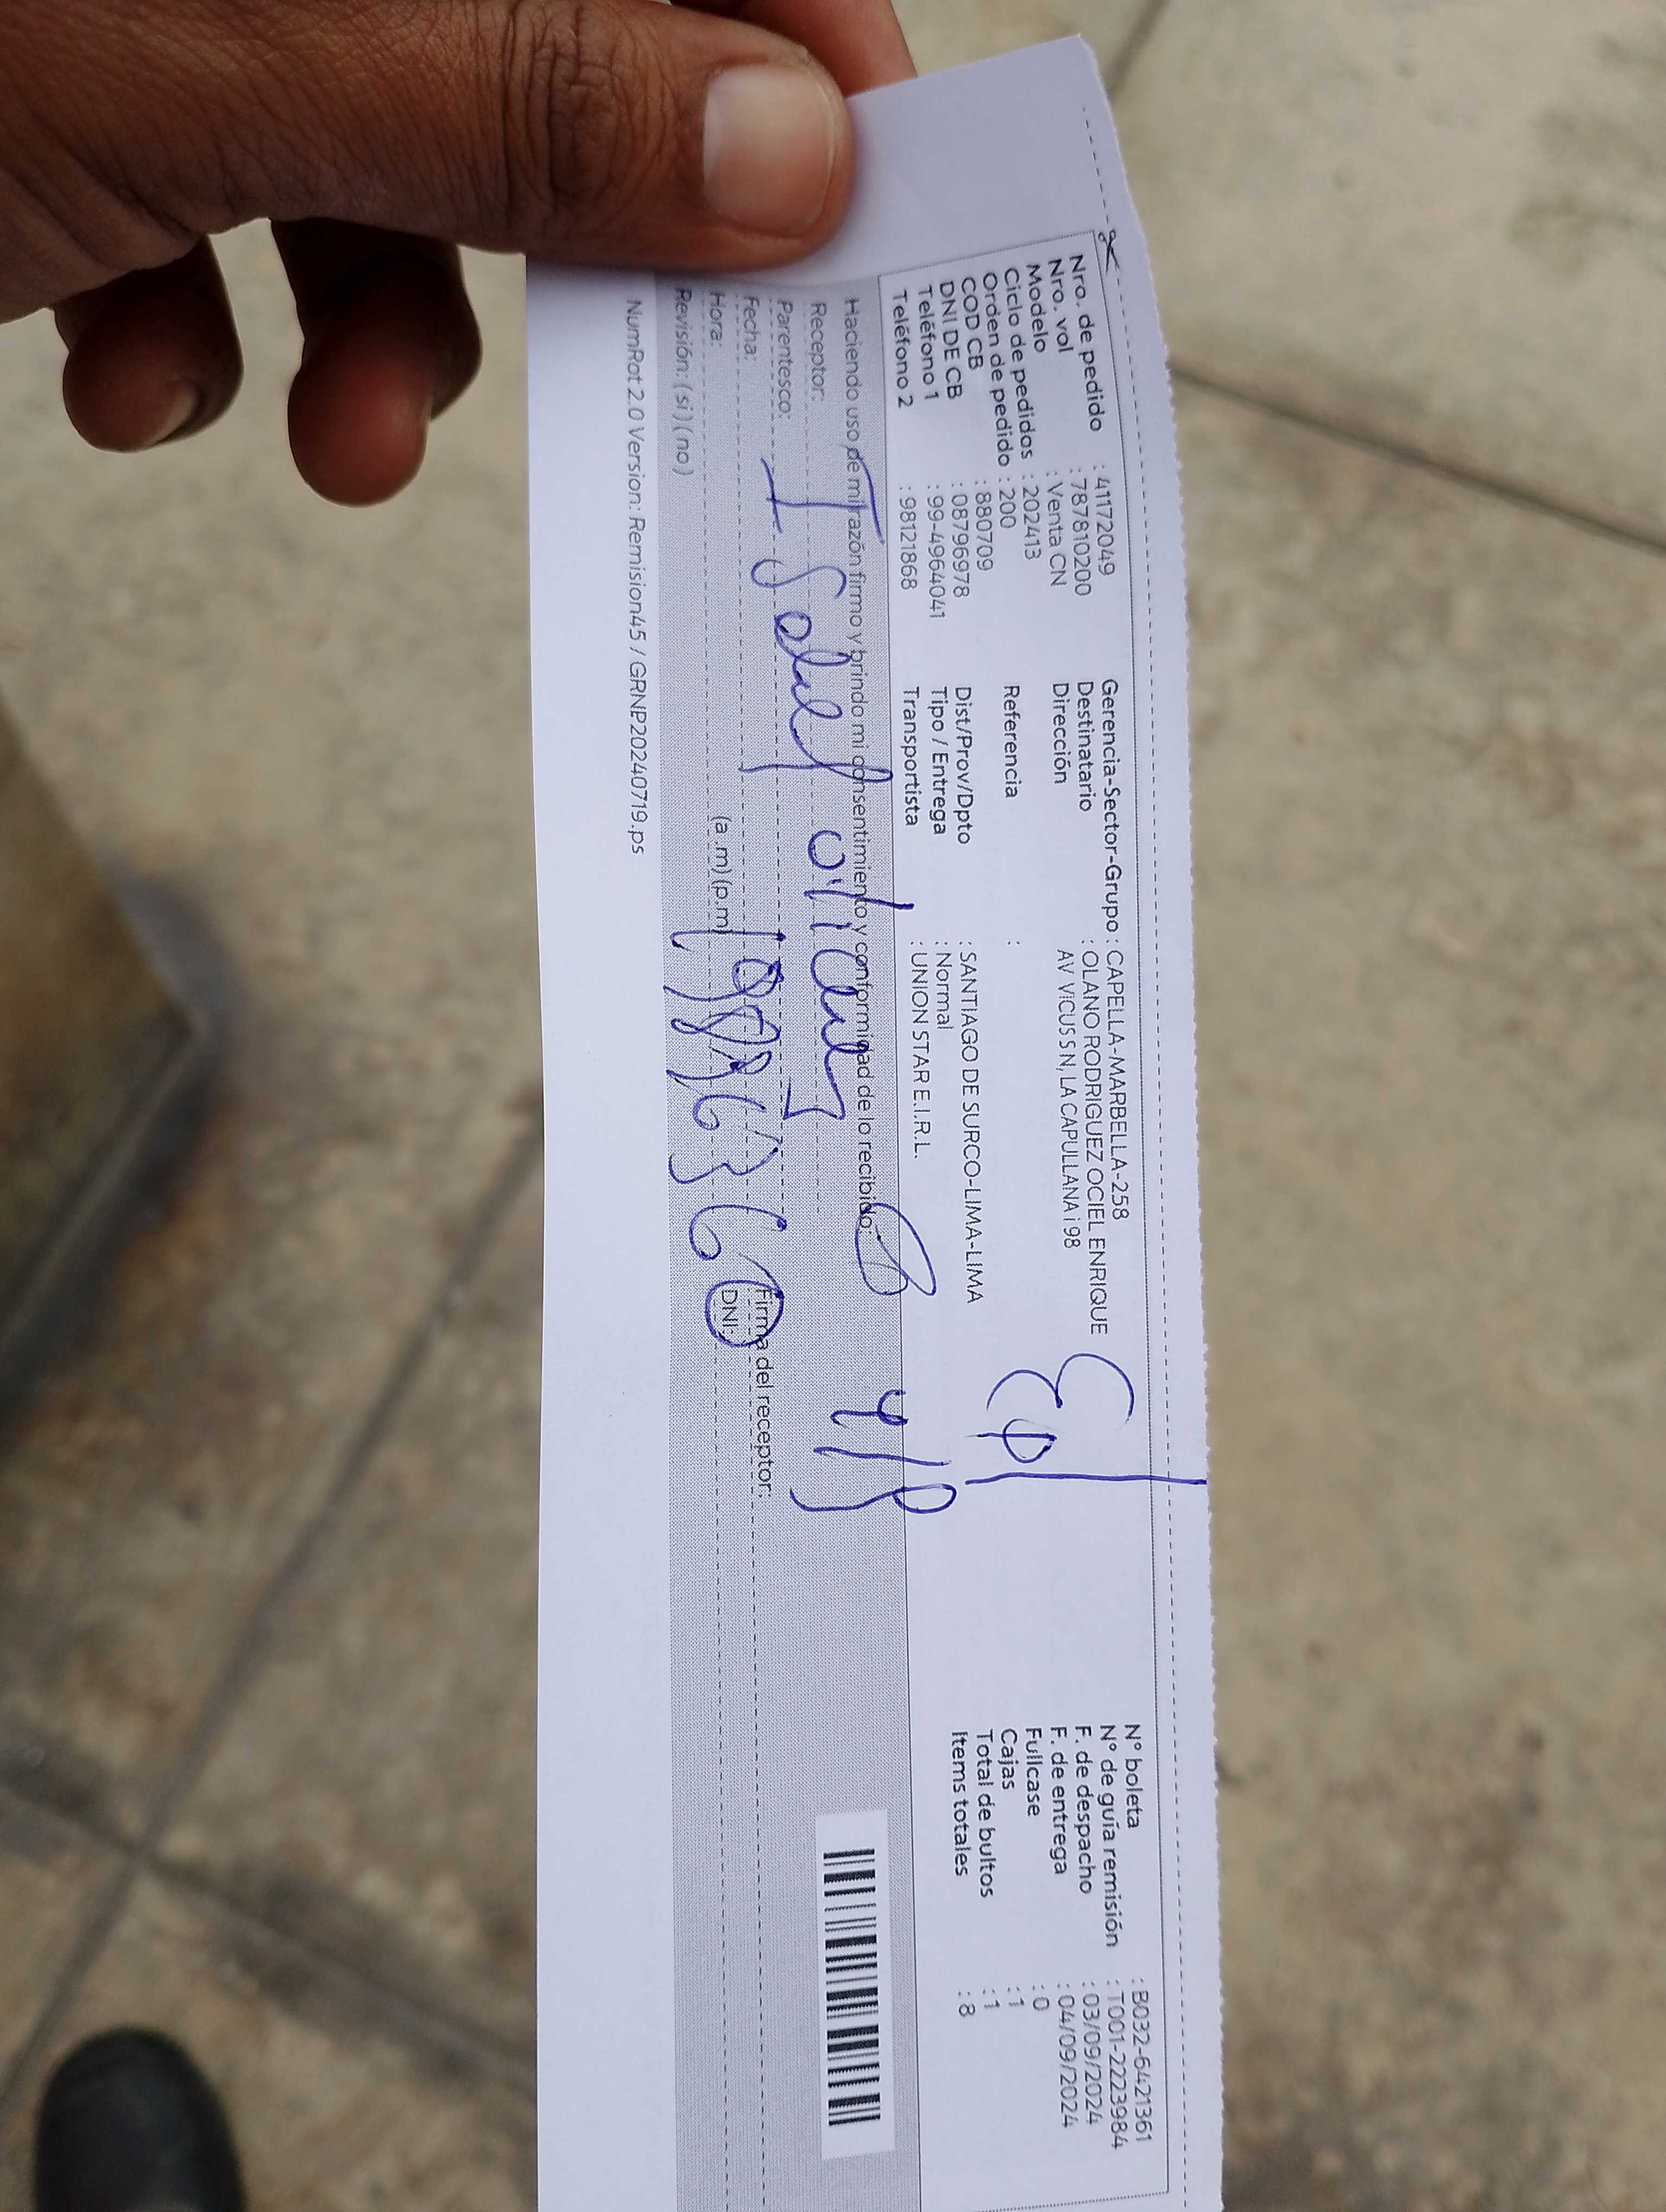 Nro. de pedido : 411772049
Nro. vol : 787810200
Modelo : Venta CN
Ciclo de pedidos : 202413
Orden de pedido : 200
COD CB : 880709
DNI DE CB : 08796978
Teléfono 1 : 99-4964041
Teléfono 2 : 98121868
Gerencia-Sector-Grupo : CAPELLA-MARBELLA-258
Destinatario : OLANO RODRIGUEZ OCIEL ENRIQUE
Dirección : AV VICUS S N, LA CAPULLANA i 98
Referencia :
Dist/Prov/Dpto : SANTIAGO DE SURCO-LIMA-LIMA
Tipo / Entrega : Normal
Transportista : UNION STAR E.I.R.L.
N° boleta : B032-6421361
N° de guía remisión : T001-2223984
F. de despacho : 03/09/2024
F. de entrega : 04/09/2024
Fullcase : 0
Cajas : 1
Total de bultos : 1
Items totales : 8
Haciendo uso de mi razón firmo y brindo mi consentimiento y conformidad de lo recibido:
Receptor:
Parentesco:
Fecha:
Firma del receptor:
Hora: (a.m) (p.m)
DNI:
Revisión: (si) (no)
NumRot 2.0 Version: Remision45 / GRNP20240719.ps